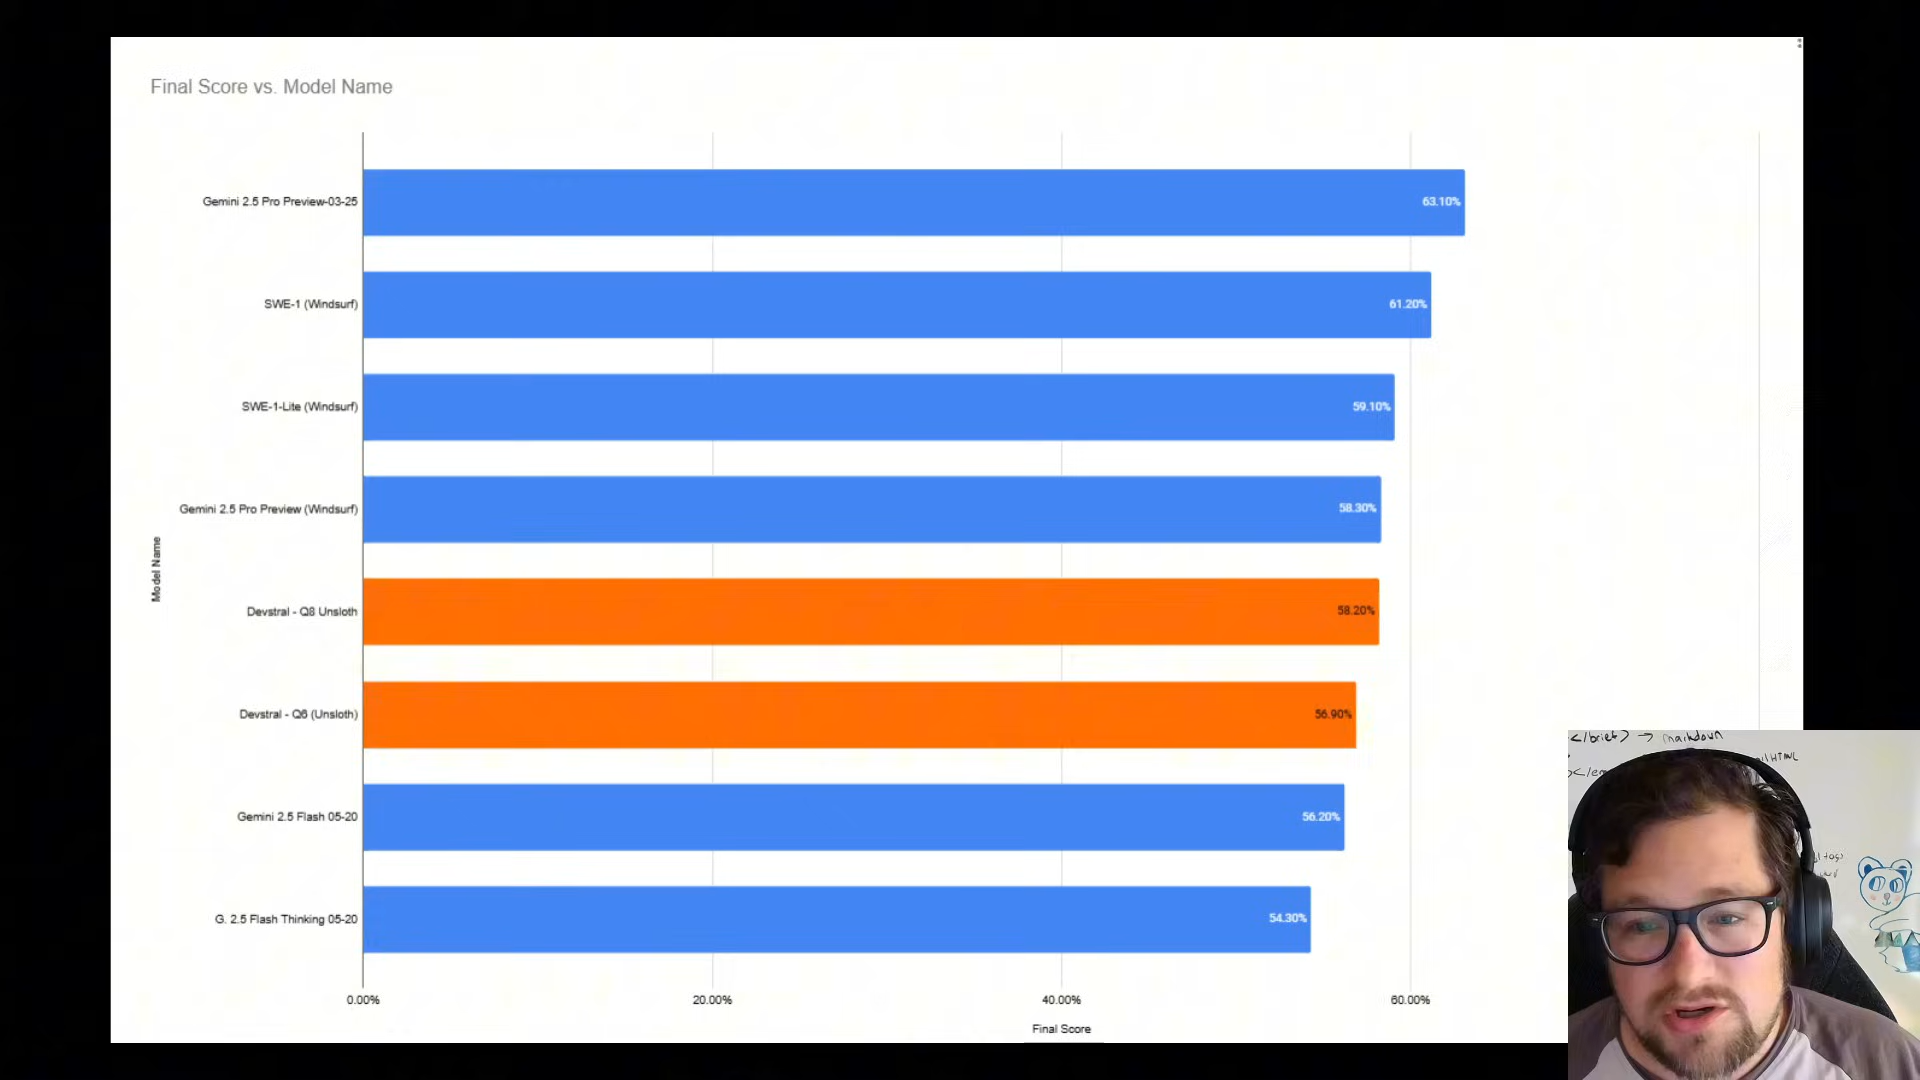 Final Score vs. Model Name
Model Name
Gemini 2.5 Pro Preview-03-25
63.10%
SWE-1 (Windsurf)
61.20%
SWE-1-Lite (Windsurf)
59.10%
Gemini 2.5 Pro Preview (Windsurf)
58.30%
Devstral - Q8 Unsloth
58.20%
Devstral - Q6 (Unsloth)
56.90%
Gemini 2.5 Flash 05-20
56.20%
G. 2.5 Flash Thinking 05-20
54.30%
0.00% 20.00% 40.00% 60.00%
Final Score
</brief> → markdown